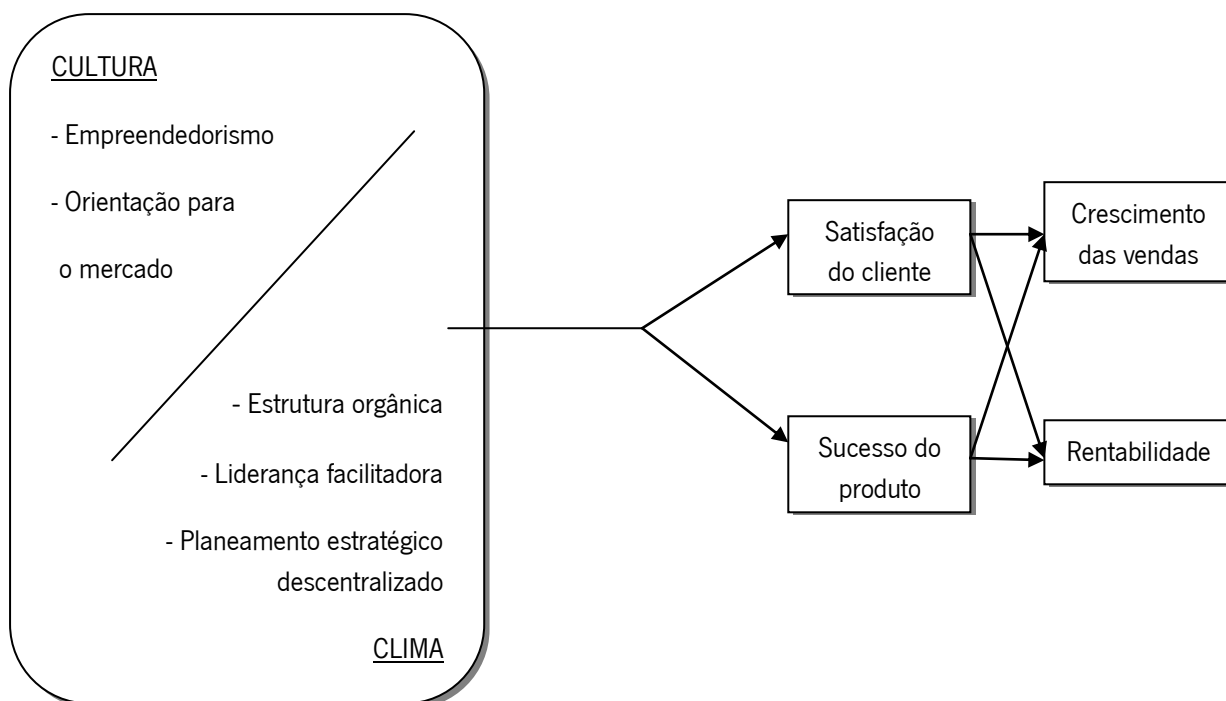 CULTURA
- Empreendedorismo
- Orientação para
o mercado
- Estrutura orgânica
- Liderança facilitadora
- Planeamento estratégico
descentralizado
CLIMA
Satisfação
do cliente
Sucesso do
produto
Crescimento
das vendas
Rentabilidade